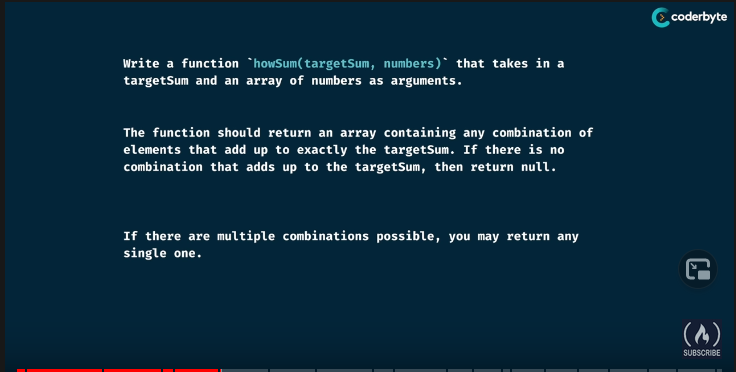 coderbyte
Write a function `howSum(targetSum, numbers)` that takes in a
targetSum and an array of numbers as arguments.
The function should return an array containing any combination of
elements that add up to exactly the targetSum. If there is no
combination that adds up to the targetSum, then return null.
If there are multiple combinations possible, you may return any
single one.
SUBSCRIBE